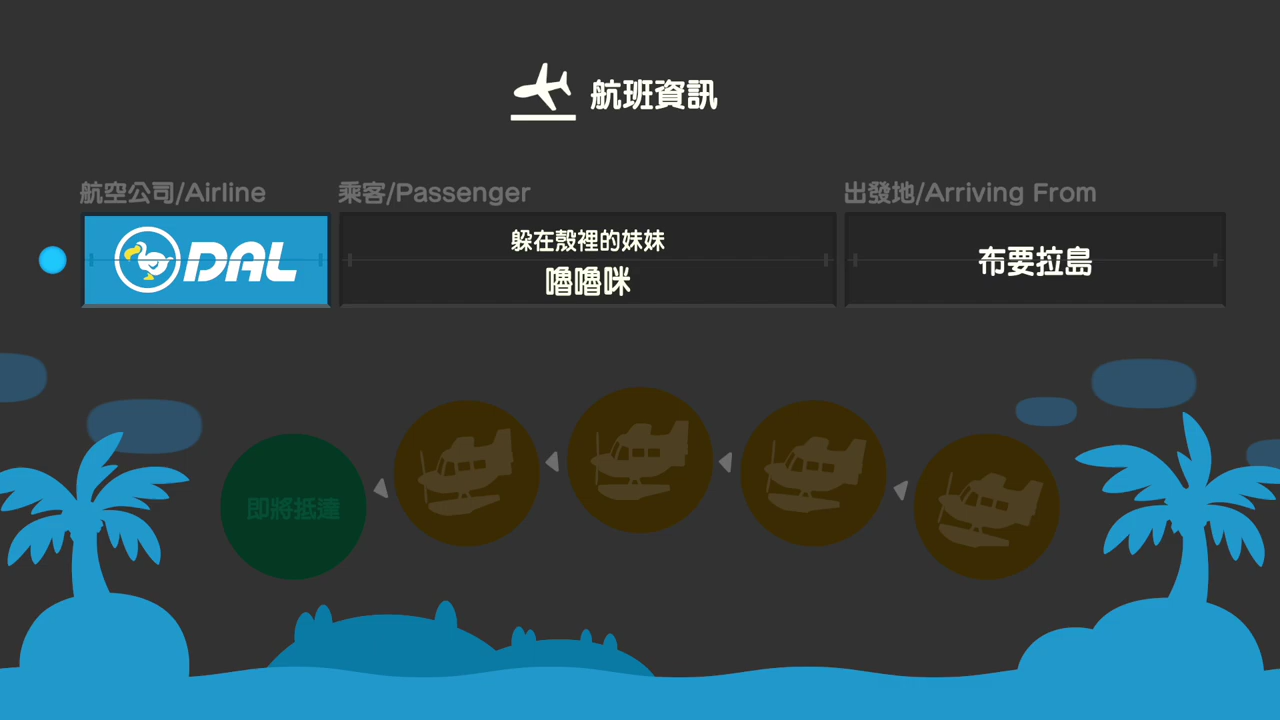 航班資訊
航空公司/Airline
乘客/Passenger
出發地/Arriving From
DAL
躲在殼裡的妹妹
嚕嚕咪
布要拉島
即將抵達